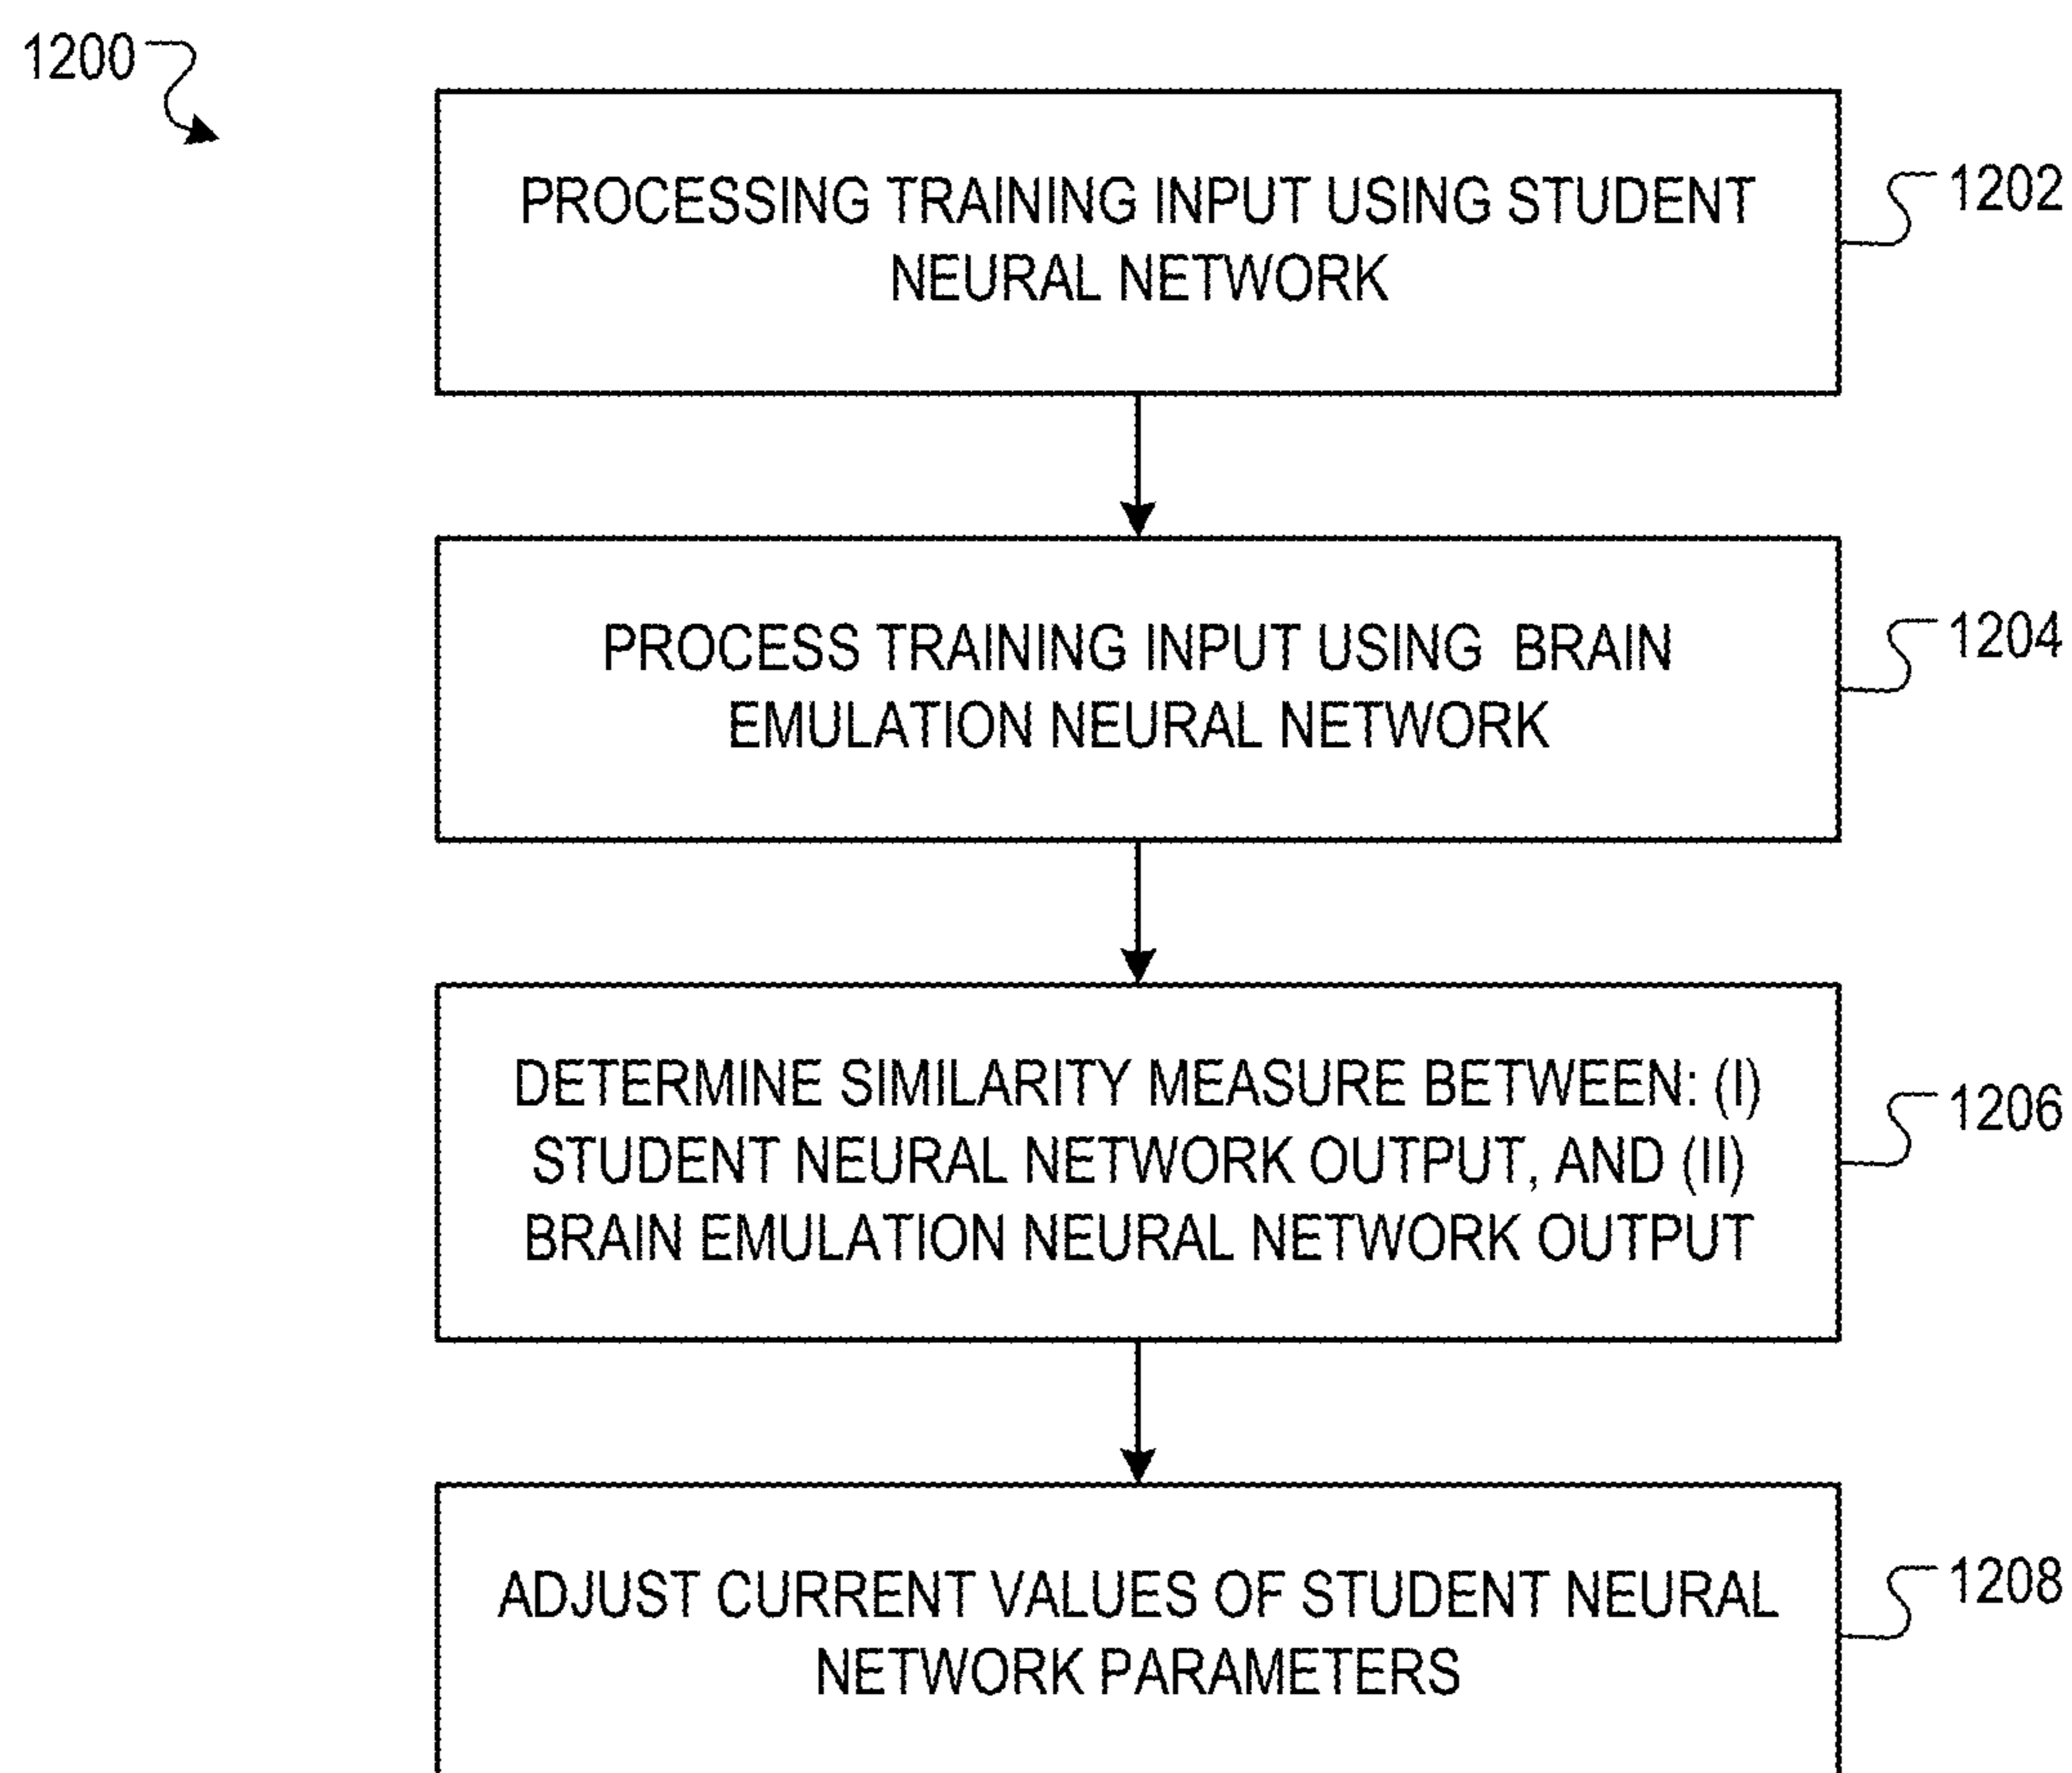 1200
PROCESSING TRAINING INPUT USING STUDENT
NEURAL NETWORK
1202
PROCESS TRAINING INPUT USING BRAIN
EMULATION NEURAL NETWORK
1204
DETERMINE SIMILARITY MEASURE BETWEEN: (I)
STUDENT NEURAL NETWORK OUTPUT, AND (II)
BRAIN EMULATION NEURAL NETWORK OUTPUT
1206
ADJUST CURRENT VALUES OF STUDENT NEURAL
NETWORK PARAMETERS
1208